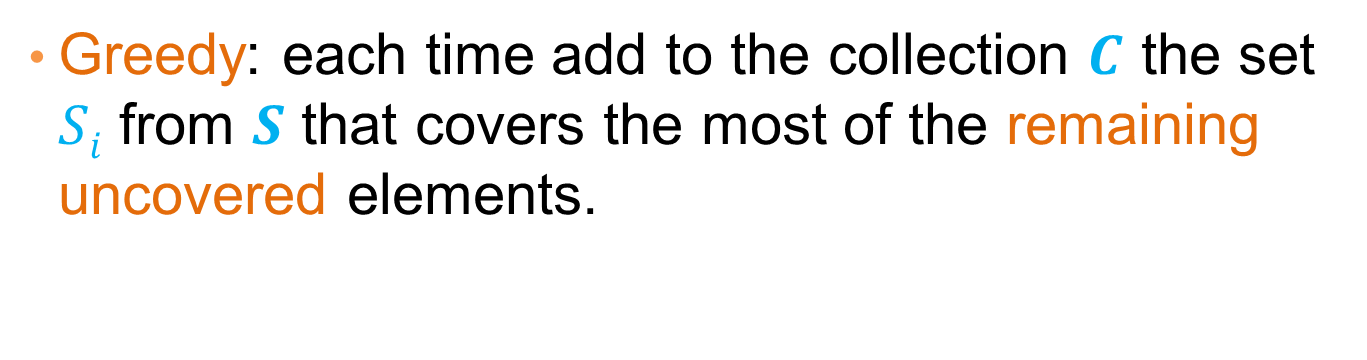 • Greedy: each time add to the collection C the set
Sᵢ from S that covers the most of the remaining
uncovered elements.